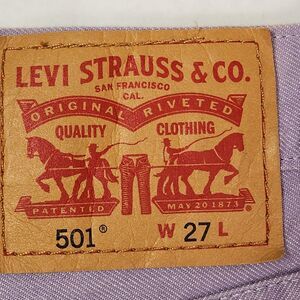 LEVI STRAUSS & CO.
SAN FRANCISCO
CAL.
ORIGINAL RIVETED
QUALITY CLOTHING
PATENTED MAY 20 1873
501® W 27 L